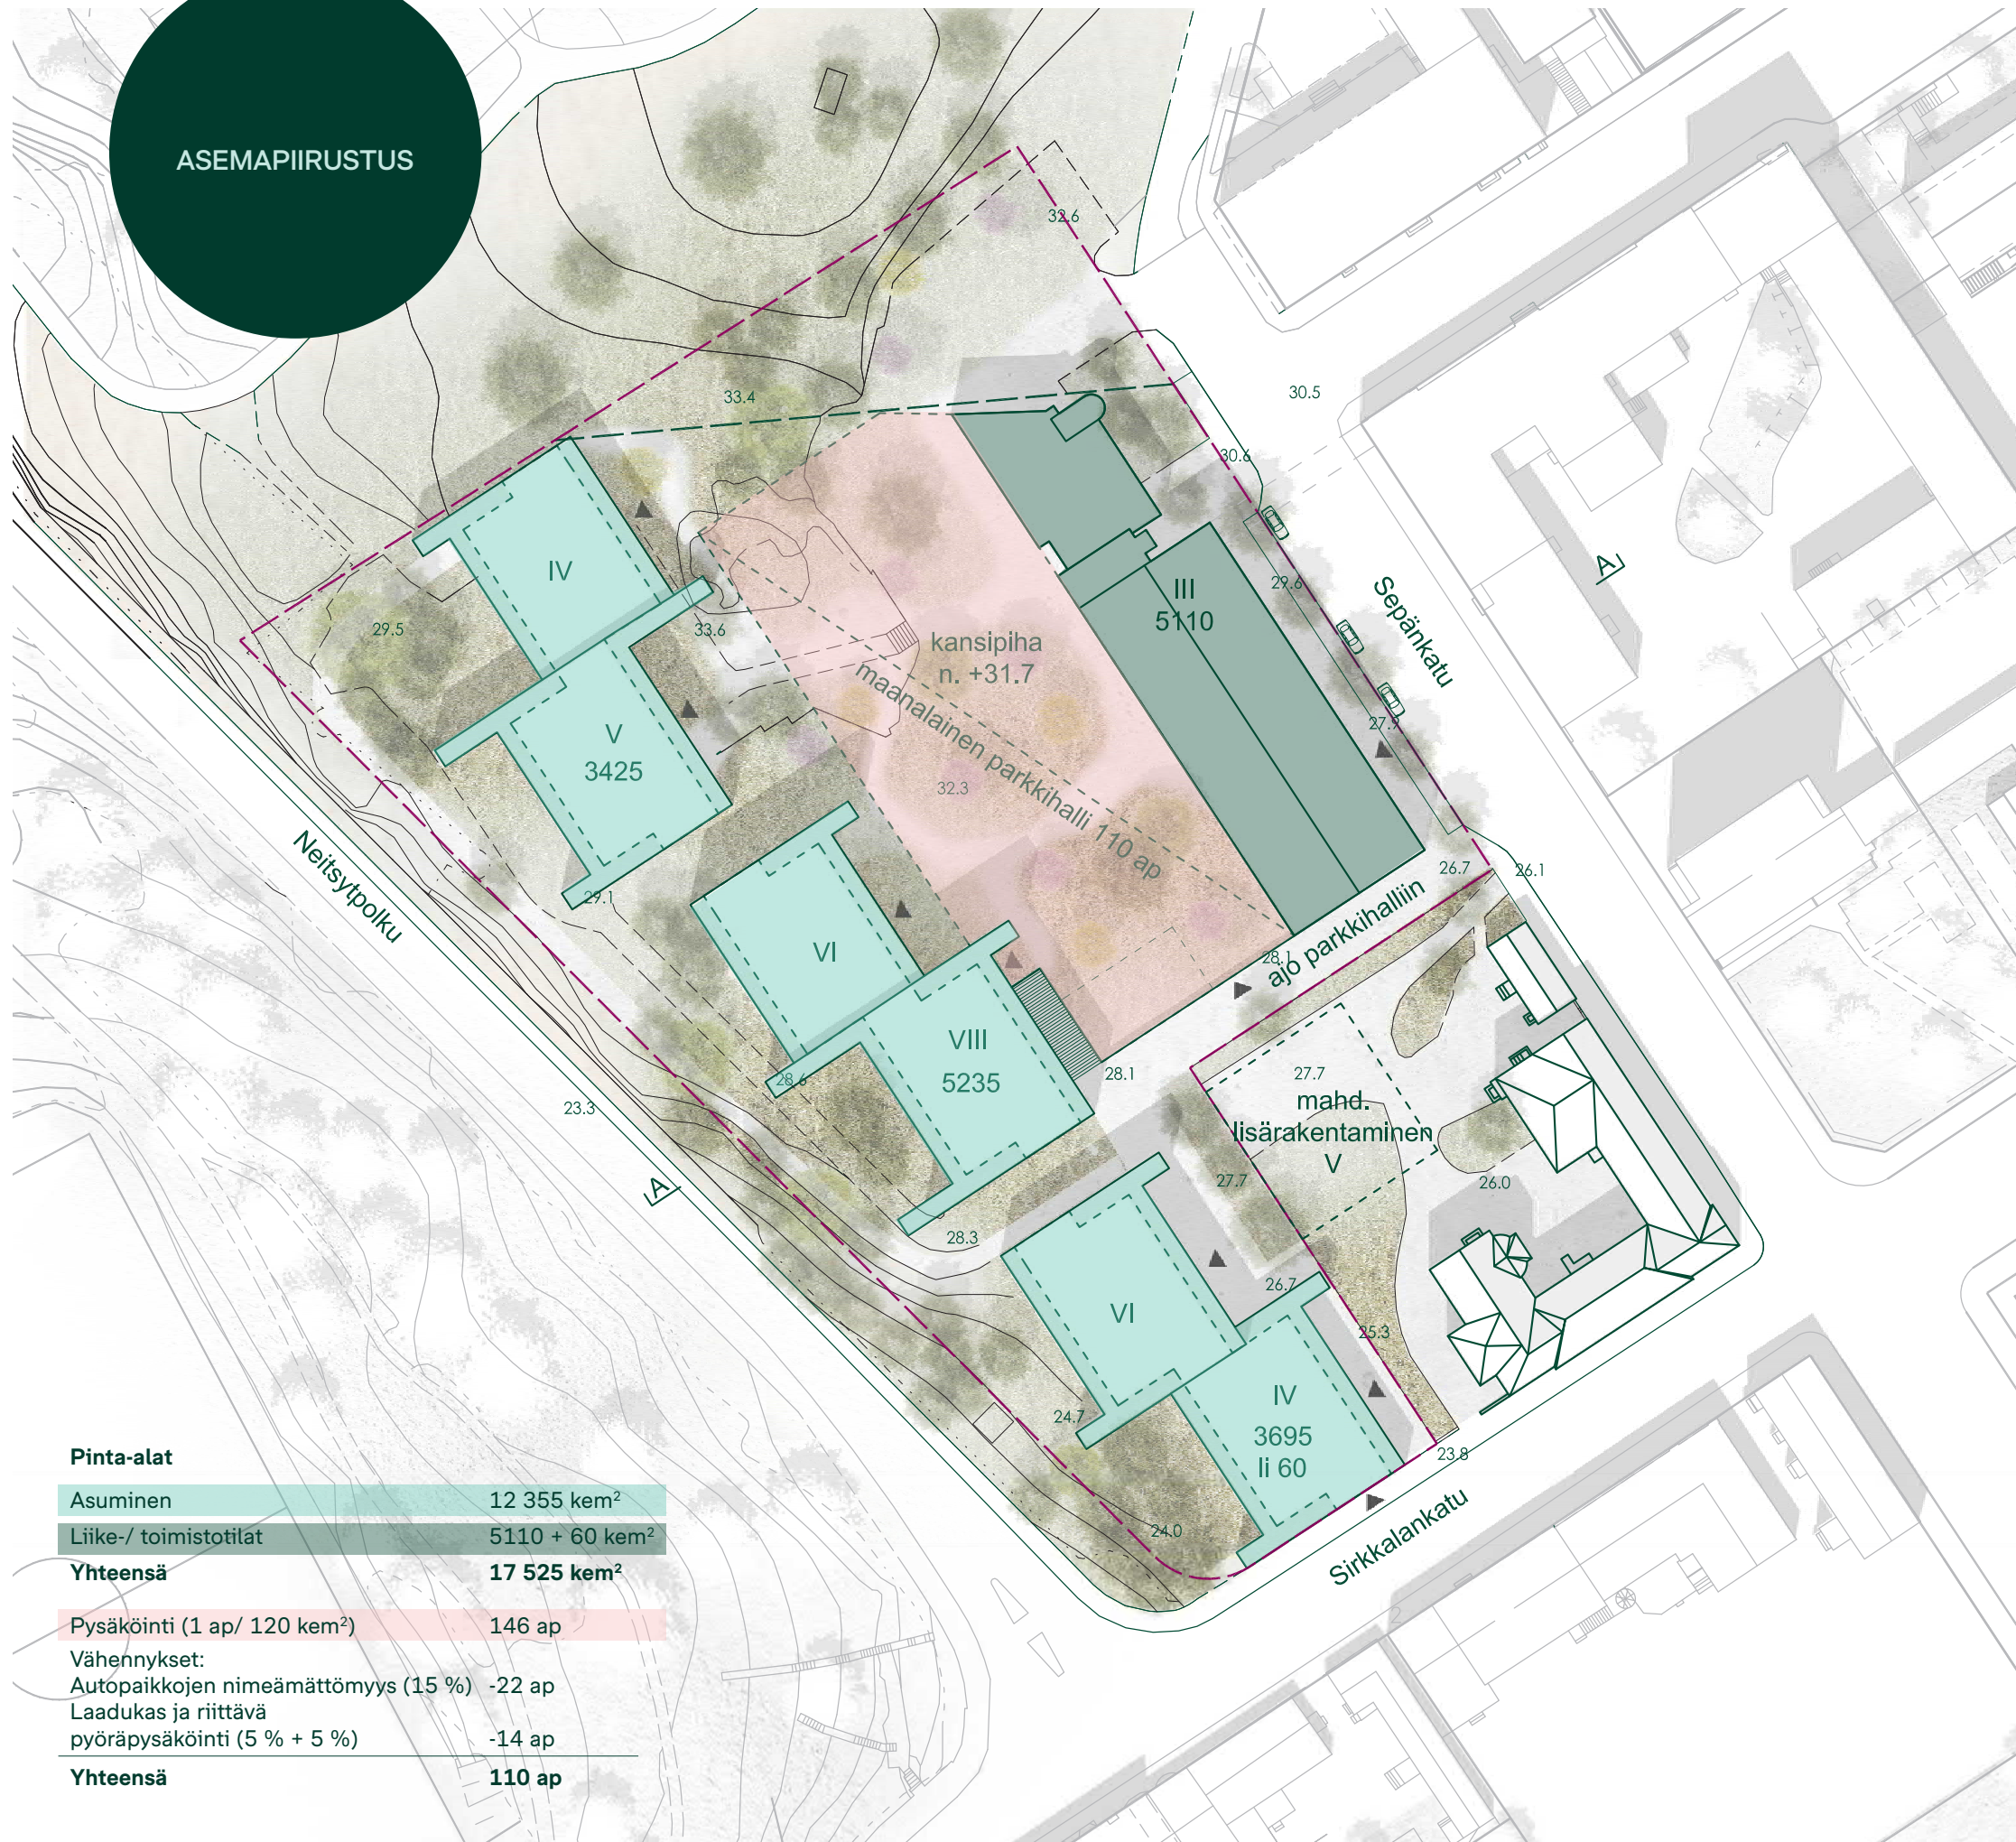 ASEMAPIIRUSTUS
32.6
33.4
30.5
30.6
IV
29.6
29.5
33.6
III
5110
Sepänkatu
kansipiha
n. +31.7
maanalainen parkkihalli 110 ap
V
3425
27.9
32.3
Neitsytpolku
29.1
26.7
26.1
VI
ajo parkkihalliin
28.1
A
VIII
5235
28.6
28.1
23.3
27.7
mahd.
lisärakentaminen
V
27.7
26.0
A
28.3
26.7
VI
25.3
IV
3695
li 60
24.7
23.8
24.0
Sirkkalankatu
2
Pinta-alat
Asuminen 12 355 kem²
Liike-/ toimistotilat 5110 + 60 kem²
Yhteensä 17 525 kem²
Pysäköinti (1 ap/ 120 kem²) 146 ap
Vähennykset:
Autopaikkojen nimeämättömyys (15 %) -22 ap
Laadukas ja riittävä
pyöräpysäköinti (5 % + 5 %) -14 ap
Yhteensä 110 ap